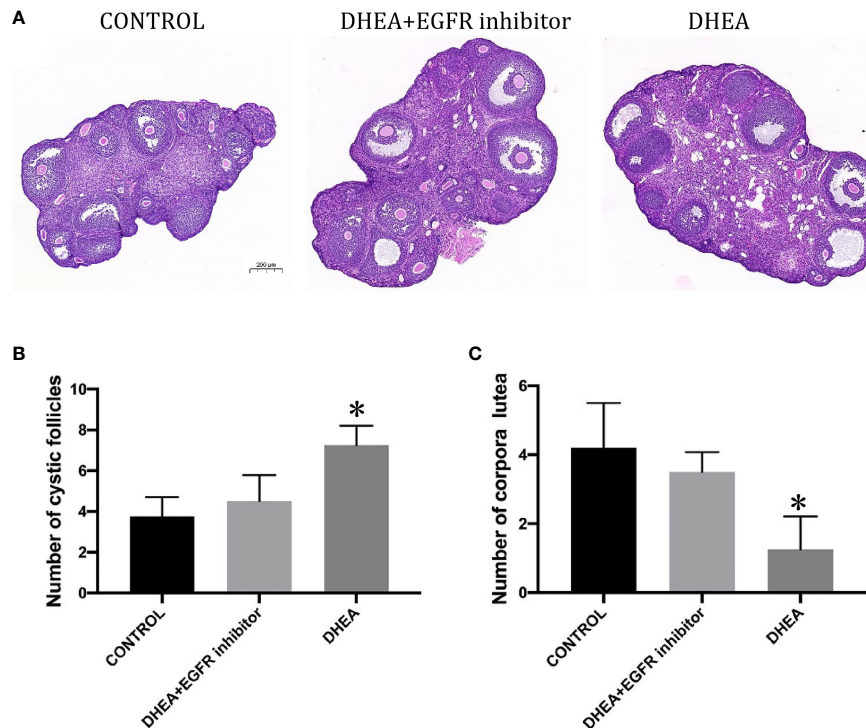 A
CONTROL
DHEA+EGFR inhibitor
DHEA
200 µm
B
Number of cystic follicles
10
8
6
4
2
0
*
CONTROL
DHEA+EGFR inhibitor
DHEA
C
Number of corpora lutea
6
4
2
0
*
CONTROL
DHEA+EGFR inhibitor
DHEA